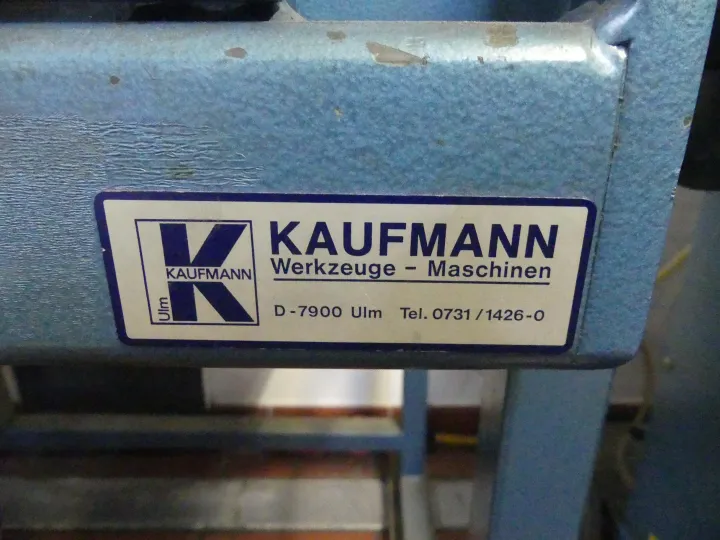 KAUFMANN
Ulm
KAUFMANN
Werkzeuge - Maschinen
D-7900 Ulm Tel. 0731/1426-0